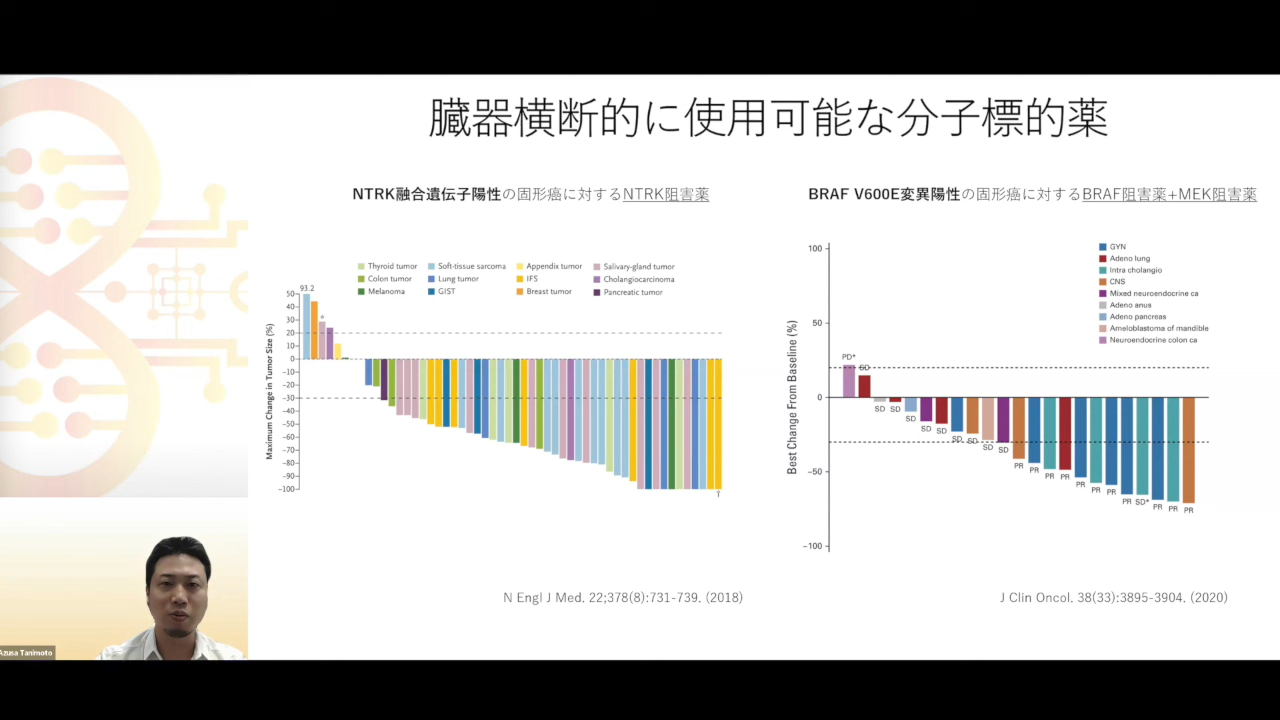 臓器横断的に使用可能な分子標的薬
NTRK融合遺伝子陽性の固形癌に対するNTRK阻害薬
Thyroid tumor
Colon tumor
Melanoma
Soft-tissue sarcoma
Lung tumor
GIST
Appendix tumor
IFS
Breast tumor
Salivary-gland tumor
Cholangiocarcinoma
Pancreatic tumor
Maximum Change in Tumor Size (%)
93.2
*
50
40
30
20
10
0
−10
−20
−30
−40
−50
−60
−70
−80
−90
−100
†
N Engl J Med. 22;378(8):731-739. (2018)
BRAF V600E変異陽性の固形癌に対するBRAF阻害薬+MEK阻害薬
GYN
Adeno lung
Intra cholangio
CNS
Mixed neuroendocrine ca
Adeno anus
Adeno pancreas
Ameloblastoma of mandible
Neuroendocrine colon ca
Best Change From Baseline (%)
100
50
0
−50
−100
PD* SD SD SD SD SD SD SD SD SD SD PR PR PR PR PR PR PR PR SD* PR PR PR
J Clin Oncol. 38(33):3895-3904. (2020)
Azusa Tanimoto